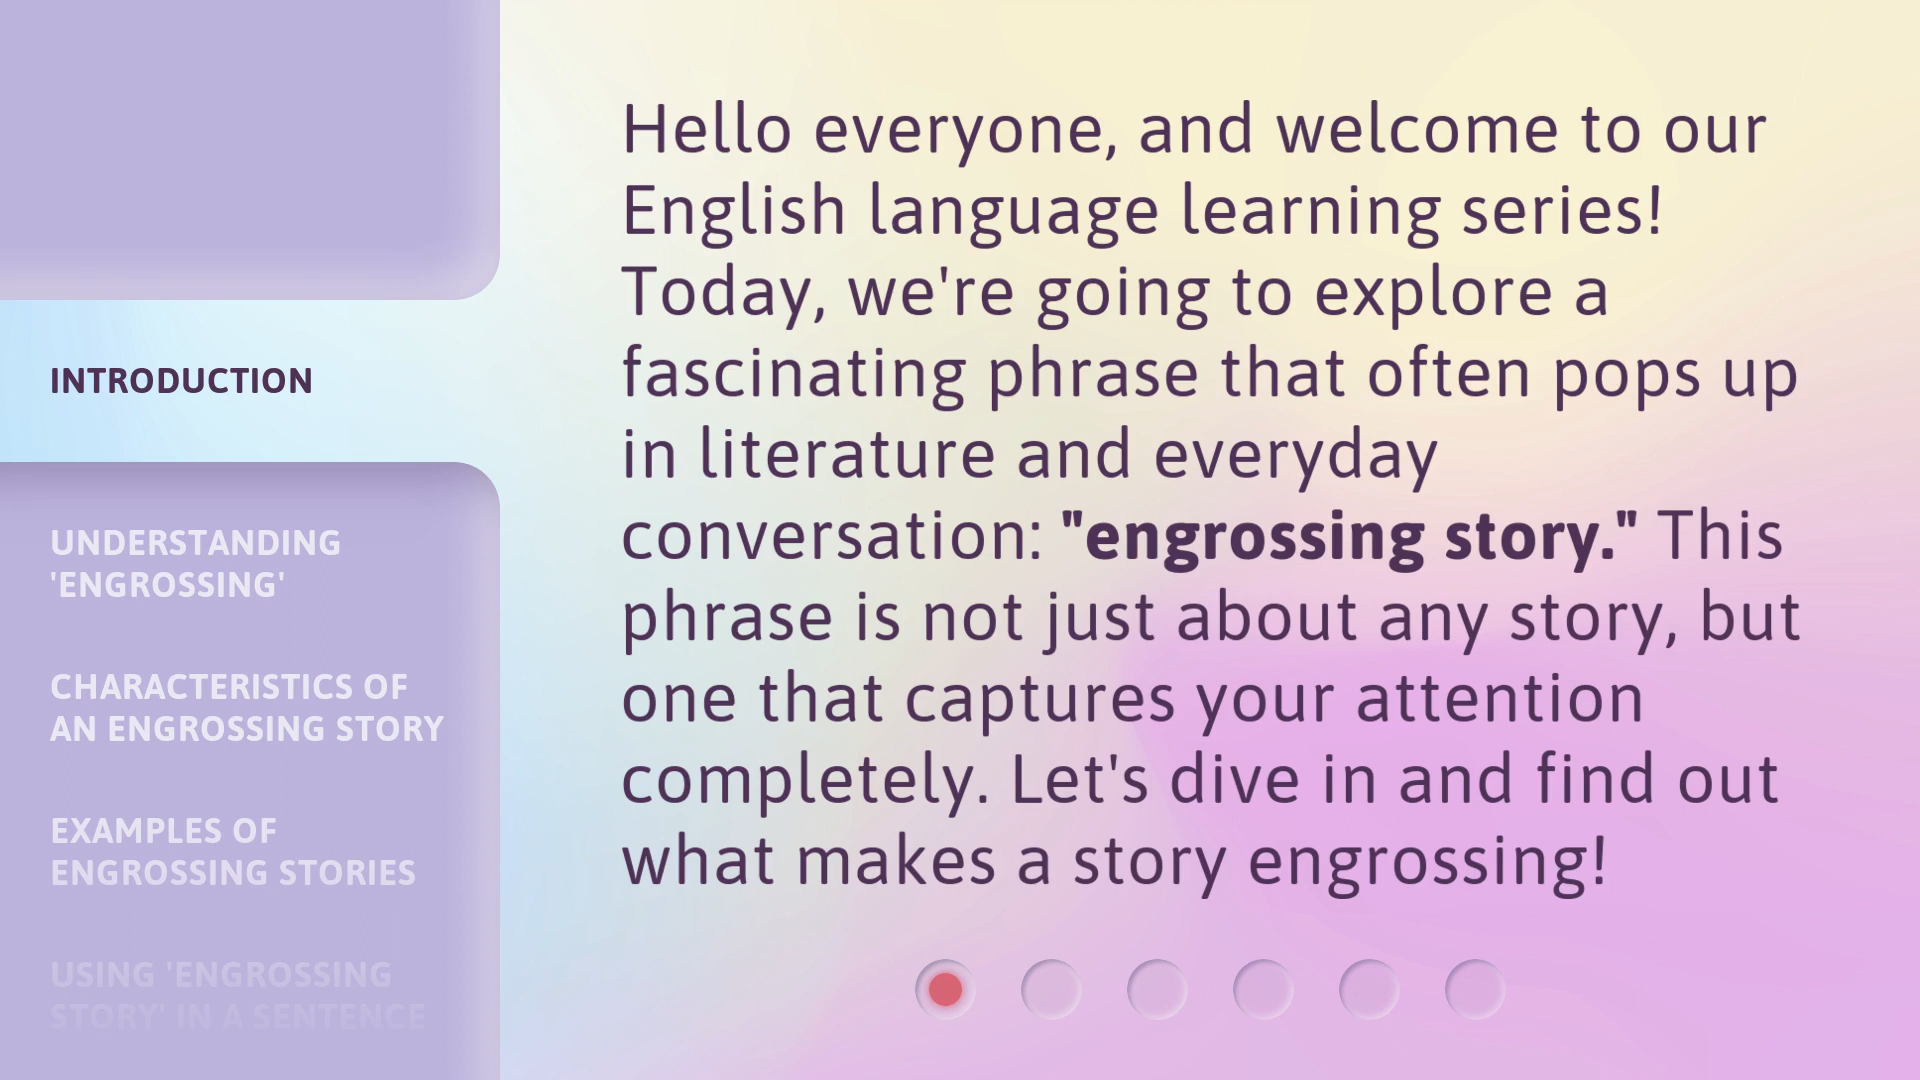 INTRODUCTION
UNDERSTANDING
'ENGROSSING'
CHARACTERISTICS OF
AN ENGROSSING STORY
EXAMPLES OF
ENGROSSING STORIES
USING 'ENGROSSING
STORY' IN A SENTENCE
Hello everyone, and welcome to our
English language learning series!
Today, we're going to explore a
fascinating phrase that often pops up
in literature and everyday
conversation: "engrossing story." This
phrase is not just about any story, but
one that captures your attention
completely. Let's dive in and find out
what makes a story engrossing!